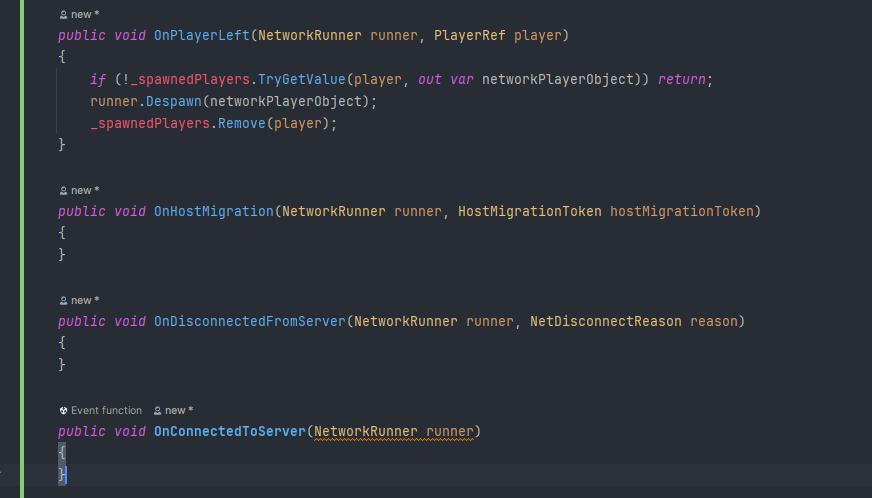 new *
public void OnPlayerLeft(NetworkRunner runner, PlayerRef player)
{
if (!_spawnedPlayers.TryGetValue(player, out var networkPlayerObject)) return;
runner.Despawn(networkPlayerObject);
_spawnedPlayers.Remove(player);
}
new *
public void OnHostMigration(NetworkRunner runner, HostMigrationToken hostMigrationToken)
{
}
new *
public void OnDisconnectedFromServer(NetworkRunner runner, NetDisconnectReason reason)
{
}
Event function new *
public void OnConnectedToServer(NetworkRunner runner)
{
}